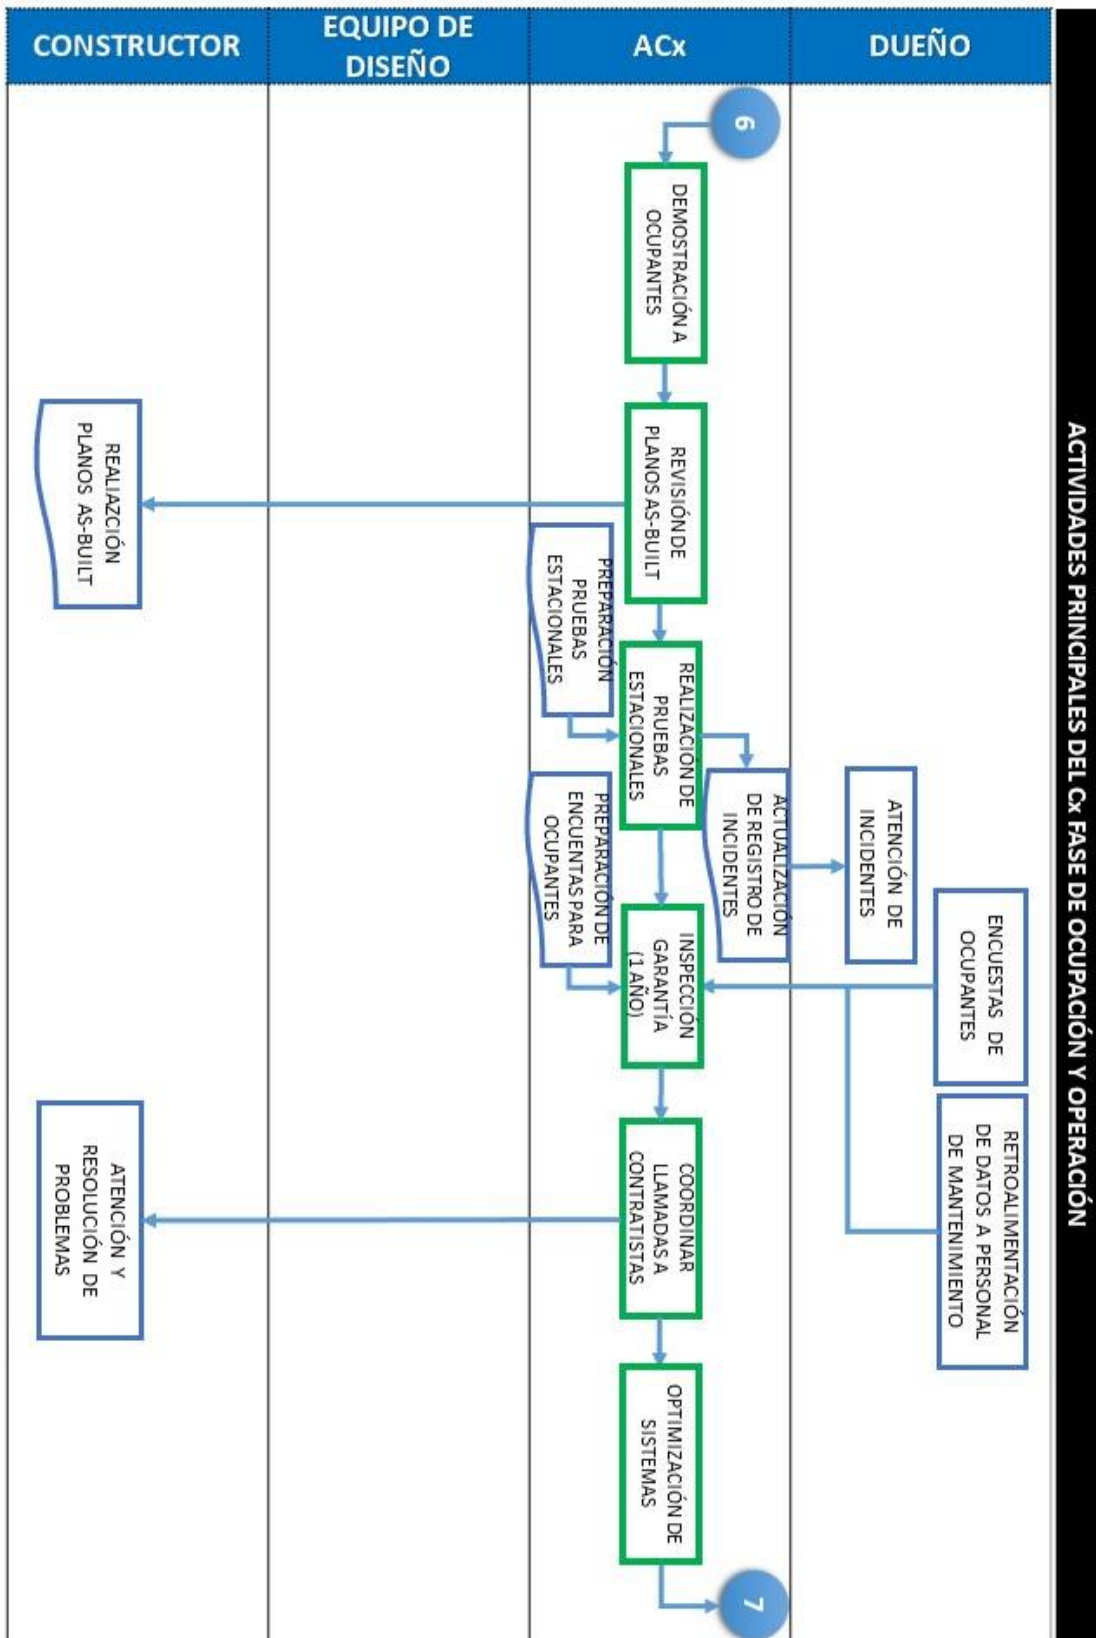 ACTIVIDADES PRINCIPALES DEL Cx FASE DE OCUPACIÓN Y OPERACIÓN
CONSTRUCTOR
EQUIPO DE
DISEÑO
ACx
DUEÑO
6
DEMOSTRACIÓN A
OCUPANTES
REVISIÓN DE
PLANOS AS-BUILT
REALIAZCIÓN
PLANOS AS-BUILT
PREPARACIÓN
PRUEBAS
ESTACIONALES
REALIZACIÓN DE
PRUEBAS
ESTACIONALES
ACTUALIZACIÓN
DE REGISTRO DE
INCIDENTES
ATENCIÓN DE
INCIDENTES
PREPARACIÓN DE
ENCUENTAS PARA
OCUPANTES
INSPECCIÓN
GARANTÍA
(1 AÑO)
ENCUESTAS DE
OCUPANTES
RETROALIMENTACIÓN
DE DATOS A PERSONAL
DE MANTENIMIENTO
COORDINAR
LLAMADAS A
CONTRATISTAS
ATENCIÓN Y
RESOLUCIÓN DE
PROBLEMAS
OPTIMIZACIÓN DE
SISTEMAS
7